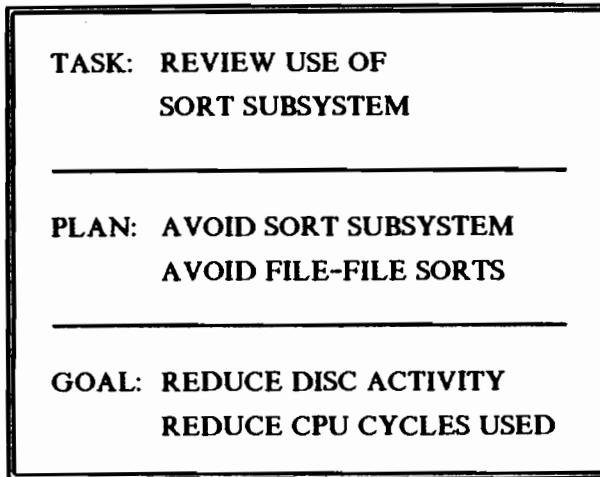 TASK: REVIEW USE OF
SORT SUBSYSTEM
PLAN: AVOID SORT SUBSYSTEM
AVOID FILE-FILE SORTS
GOAL: REDUCE DISC ACTIVITY
REDUCE CPU CYCLES USED